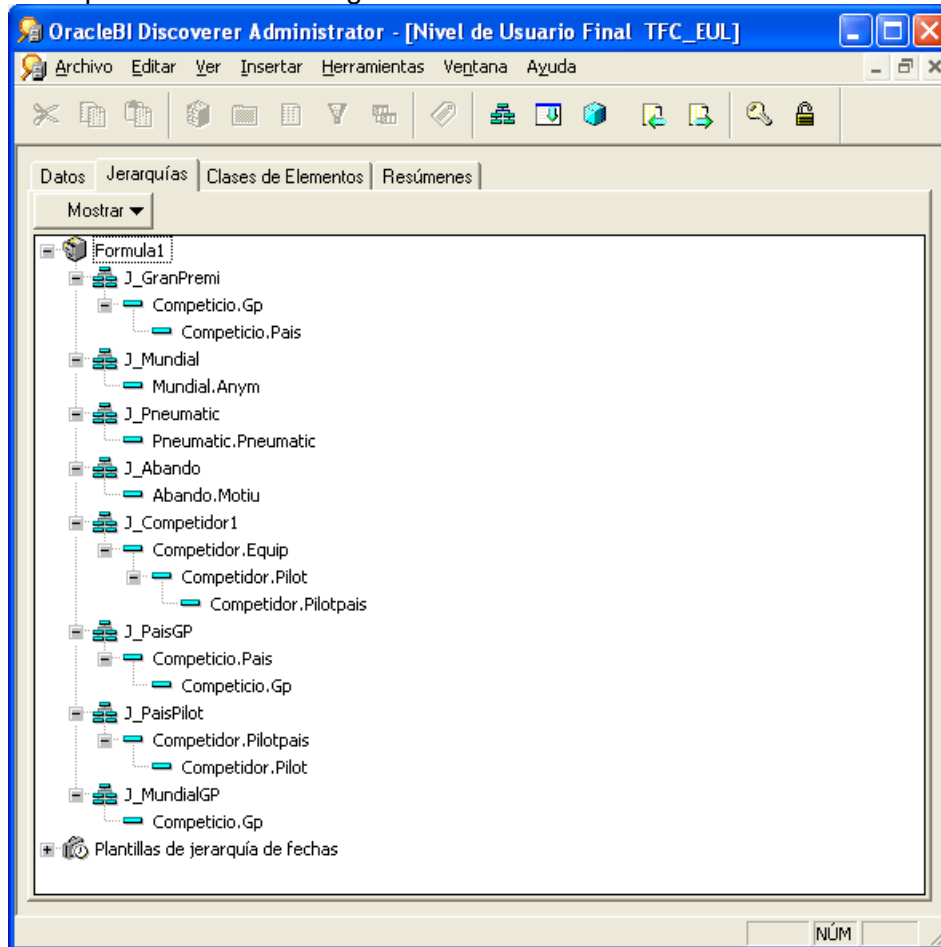 OracleBI Discoverer Administrator - [Nivel de Usuario Final TFC_EUL]
Archivo Editar Ver Insertar Herramientas Ventana Ayuda
Datos Jerarquías Clases de Elementos Resúmenes
Mostrar
Formula1
J_GranPremi
Competicio.Gp
Competicio.Pais
J_Mundial
Mundial.Anym
J_Pneumatic
Pneumatic.Pneumatic
J_Abando
Abando.Motiu
J_Competidor1
Competidor.Equip
Competidor.Pilot
Competidor.Pilotpais
J_PaisGP
Competicio.Pais
Competicio.Gp
J_PaisPilot
Competidor.Pilotpais
Competidor.Pilot
J_MundialGP
Competicio.Gp
Plantillas de jerarquía de fechas
NÚM